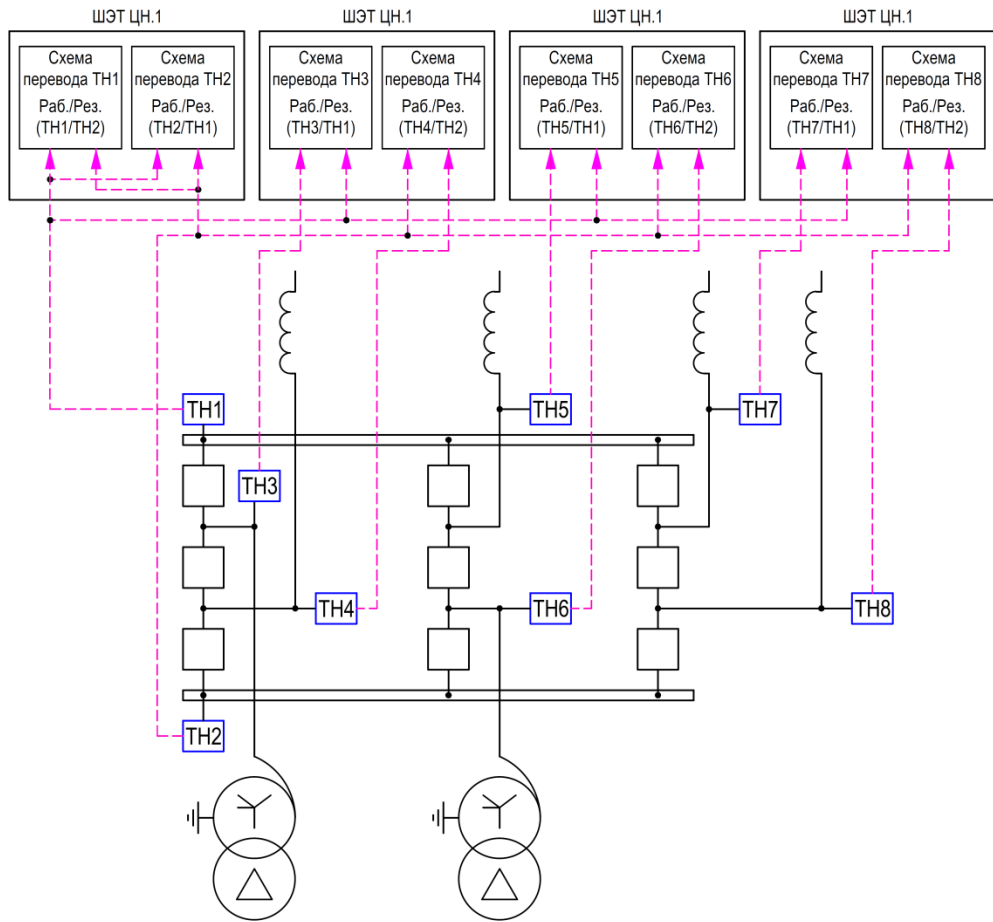 ШЭТ ЦН.1
ШЭТ ЦН.1
ШЭТ ЦН.1
ШЭТ ЦН.1
Схема
перевода ТН1
Раб./Рез.
(ТН1/ТН2)
Схема
перевода ТН2
Раб./Рез.
(ТН2/ТН1)
Схема
перевода ТН3
Раб./Рез.
(ТН3/ТН1)
Схема
перевода ТН4
Раб./Рез.
(ТН4/ТН2)
Схема
перевода ТН5
Раб./Рез.
(ТН5/ТН1)
Схема
перевода ТН6
Раб./Рез.
(ТН6/ТН2)
Схема
перевода ТН7
Раб./Рез.
(ТН7/ТН1)
Схема
перевода ТН8
Раб./Рез.
(ТН8/ТН2)
ТН1
ТН5
ТН7
ТН3
ТН4
ТН6
ТН8
ТН2